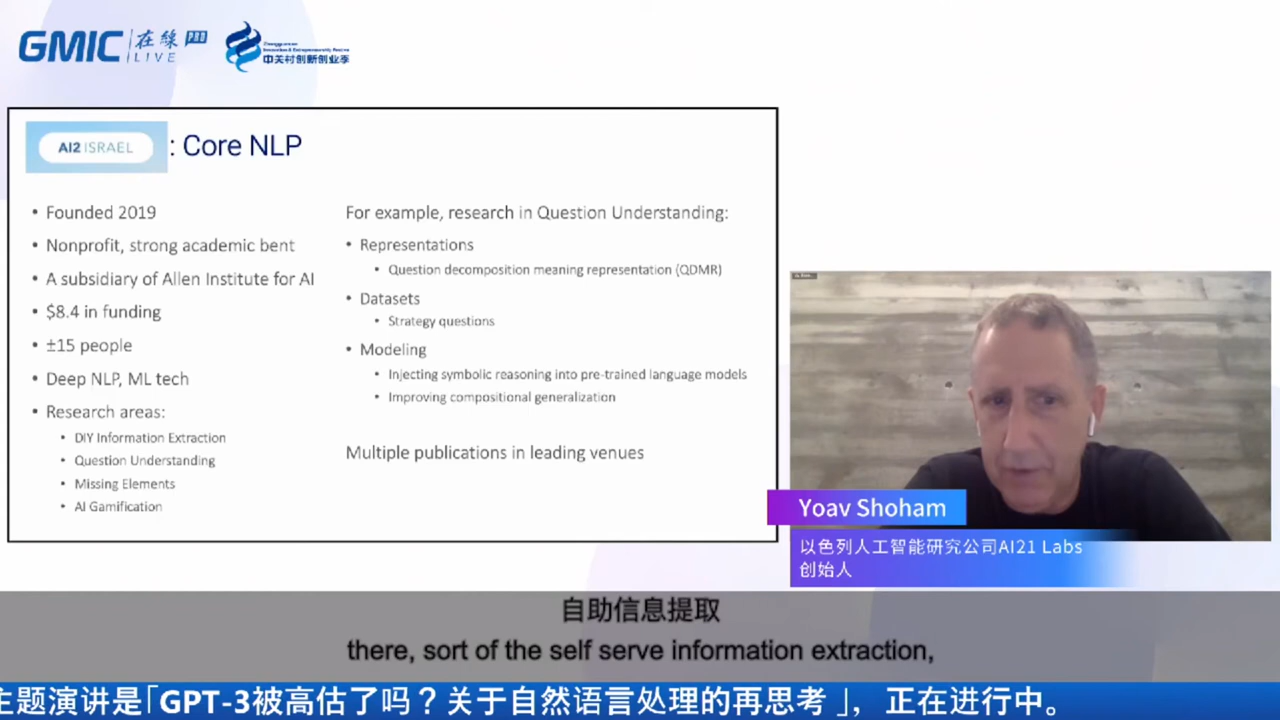 GMIC 在線 PRO
LIVE
中关村创新创业季
AI2 ISRAEL : Core NLP
• Founded 2019
• Nonprofit, strong academic bent
• A subsidiary of Allen Institute for AI
• $8.4 in funding
• ±15 people
• Deep NLP, ML tech
• Research areas:
• DIY Information Extraction
• Question Understanding
• Missing Elements
• AI Gamification
For example, research in Question Understanding:
• Representations
• Question decomposition meaning representation (QDMR)
• Datasets
• Strategy questions
• Modeling
• Injecting symbolic reasoning into pre-trained language models
• Improving compositional generalization
Multiple publications in leading venues
Yoav Shoham
以色列人工智能研究公司AI21 Labs
创始人
自助信息提取
there, sort of the self serve information extraction,
主题演讲是「GPT-3被高估了吗？关于自然语言处理的再思考 」，正在进行中。